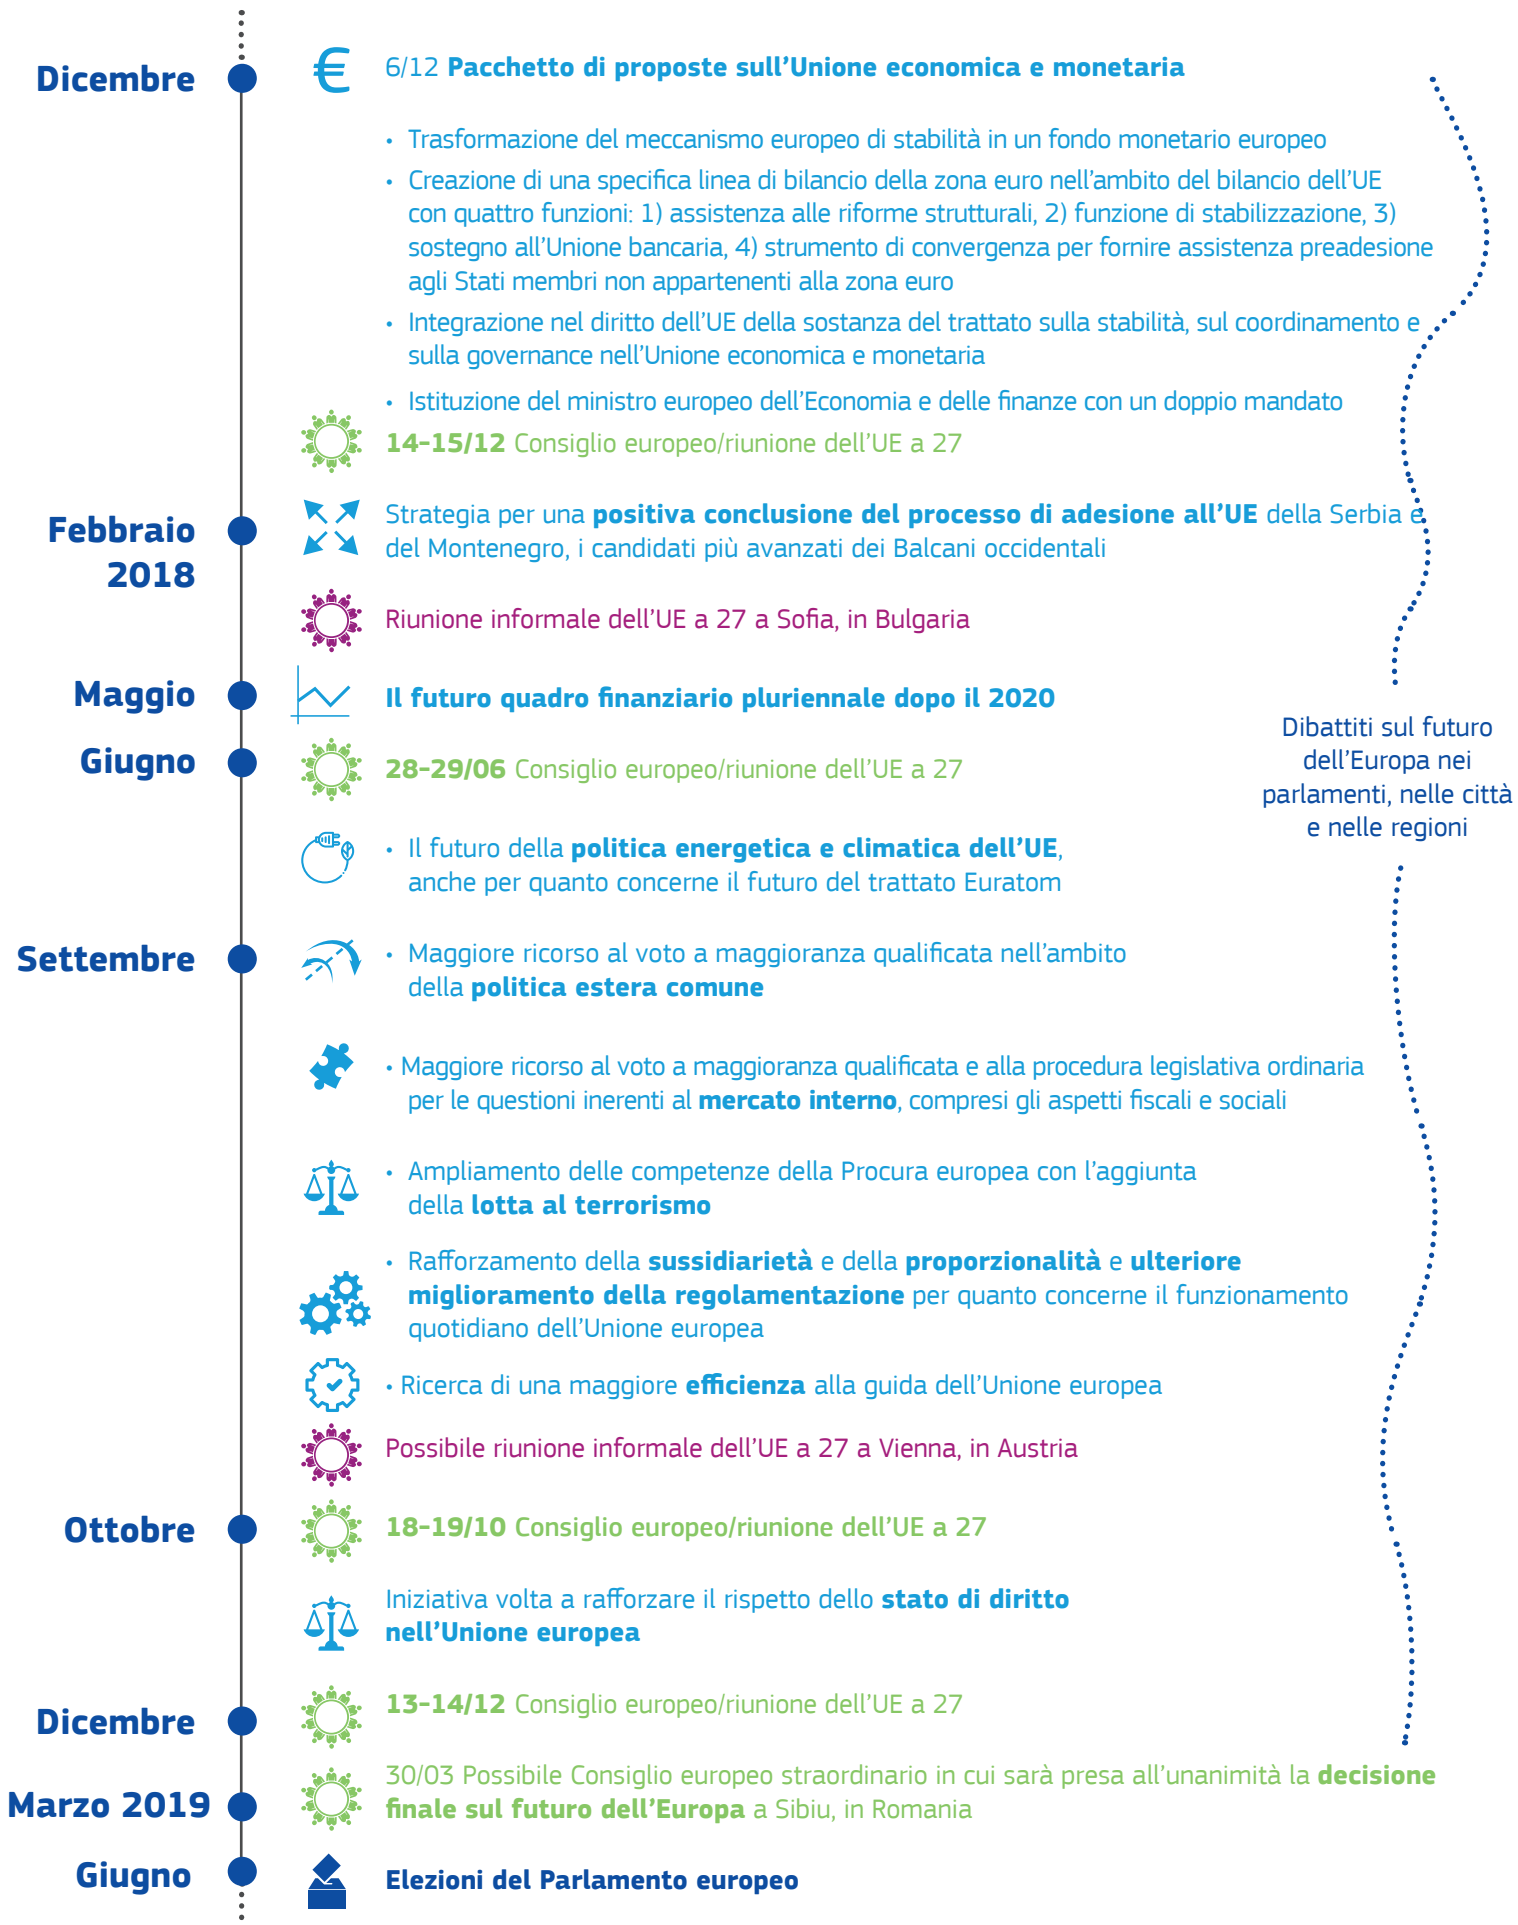 Dicembre
6/12 Pacchetto di proposte sull'Unione economica e monetaria
• Trasformazione del meccanismo europeo di stabilità in un fondo monetario europeo
• Creazione di una specifica linea di bilancio della zona euro nell'ambito del bilancio dell'UE
con quattro funzioni: 1) assistenza alle riforme strutturali, 2) funzione di stabilizzazione, 3)
sostegno all'Unione bancaria, 4) strumento di convergenza per fornire assistenza preadesione
agli Stati membri non appartenenti alla zona euro
• Integrazione nel diritto dell'UE della sostanza del trattato sulla stabilità, sul coordinamento e
sulla governance nell'Unione economica e monetaria
• Istituzione del ministro europeo dell'Economia e delle finanze con un doppio mandato
14-15/12 Consiglio europeo/riunione dell'UE a 27
Febbraio
2018
Strategia per una positiva conclusione del processo di adesione all'UE della Serbia e
del Montenegro, i candidati più avanzati dei Balcani occidentali
Riunione informale dell'UE a 27 a Sofia, in Bulgaria
Maggio
Il futuro quadro finanziario pluriennale dopo il 2020
Giugno
28-29/06 Consiglio europeo/riunione dell'UE a 27
Dibattiti sul futuro
dell'Europa nei
parlamenti, nelle città
e nelle regioni
• Il futuro della politica energetica e climatica dell'UE,
anche per quanto concerne il futuro del trattato Euratom
Settembre
• Maggiore ricorso al voto a maggioranza qualificata nell'ambito
della politica estera comune
• Maggiore ricorso al voto a maggioranza qualificata e alla procedura legislativa ordinaria
per le questioni inerenti al mercato interno, compresi gli aspetti fiscali e sociali
• Ampliamento delle competenze della Procura europea con l'aggiunta
della lotta al terrorismo
• Rafforzamento della sussidiarietà e della proporzionalità e ulteriore
miglioramento della regolamentazione per quanto concerne il funzionamento
quotidiano dell'Unione europea
• Ricerca di una maggiore efficienza alla guida dell'Unione europea
Possibile riunione informale dell'UE a 27 a Vienna, in Austria
Ottobre
18-19/10 Consiglio europeo/riunione dell'UE a 27
Iniziativa volta a rafforzare il rispetto dello stato di diritto
nell'Unione europea
Dicembre
13-14/12 Consiglio europeo/riunione dell'UE a 27
Marzo 2019
30/03 Possibile Consiglio europeo straordinario in cui sarà presa all'unanimità la decisione
finale sul futuro dell'Europa a Sibiu, in Romania
Giugno
Elezioni del Parlamento europeo